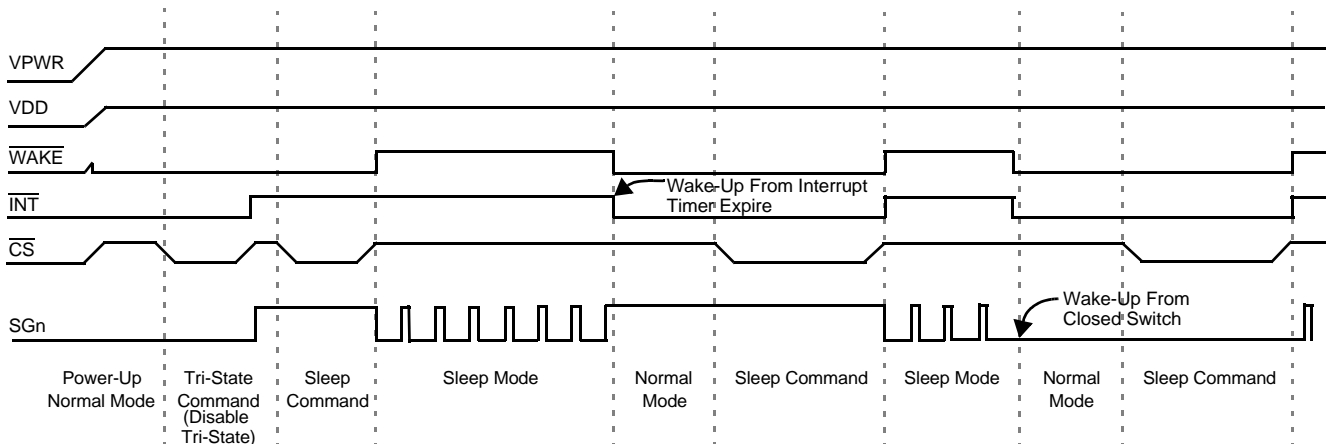 VPWR
VDD
WAKE
INT
Wake-Up From Interrupt
Timer Expire
CS
Wake-Up From
Closed Switch
SGn
Power-Up
Normal Mode
Tri-State
Command
(Disable
Tri-State)
Sleep
Command
Sleep Mode
Normal
Mode
Sleep Command
Sleep Mode
Normal
Mode
Sleep Command